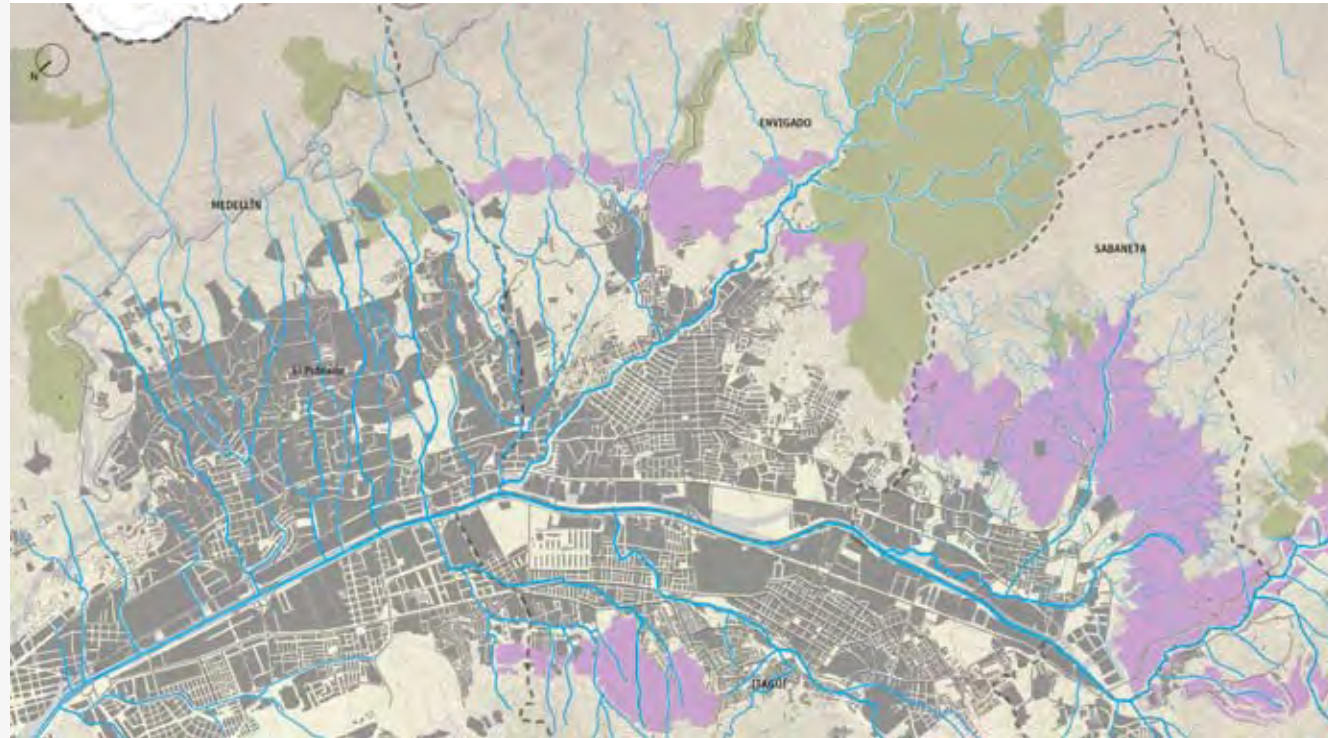 N
ENVIGADO
MEDELLÍN
SABANETA
El Poblado
ITAGÜÍ